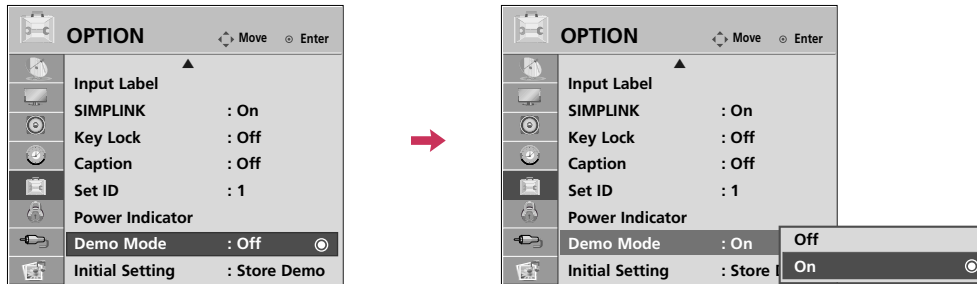 OPTION Move Enter
Input Label
SIMPLINK : On
Key Lock : Off
Caption : Off
Set ID : 1
Power Indicator
Demo Mode : Off
Initial Setting : Store Demo
OPTION Move Enter
Input Label
SIMPLINK : On
Key Lock : Off
Caption : Off
Set ID : 1
Power Indicator
Demo Mode : On
Initial Setting : Store
Off
On